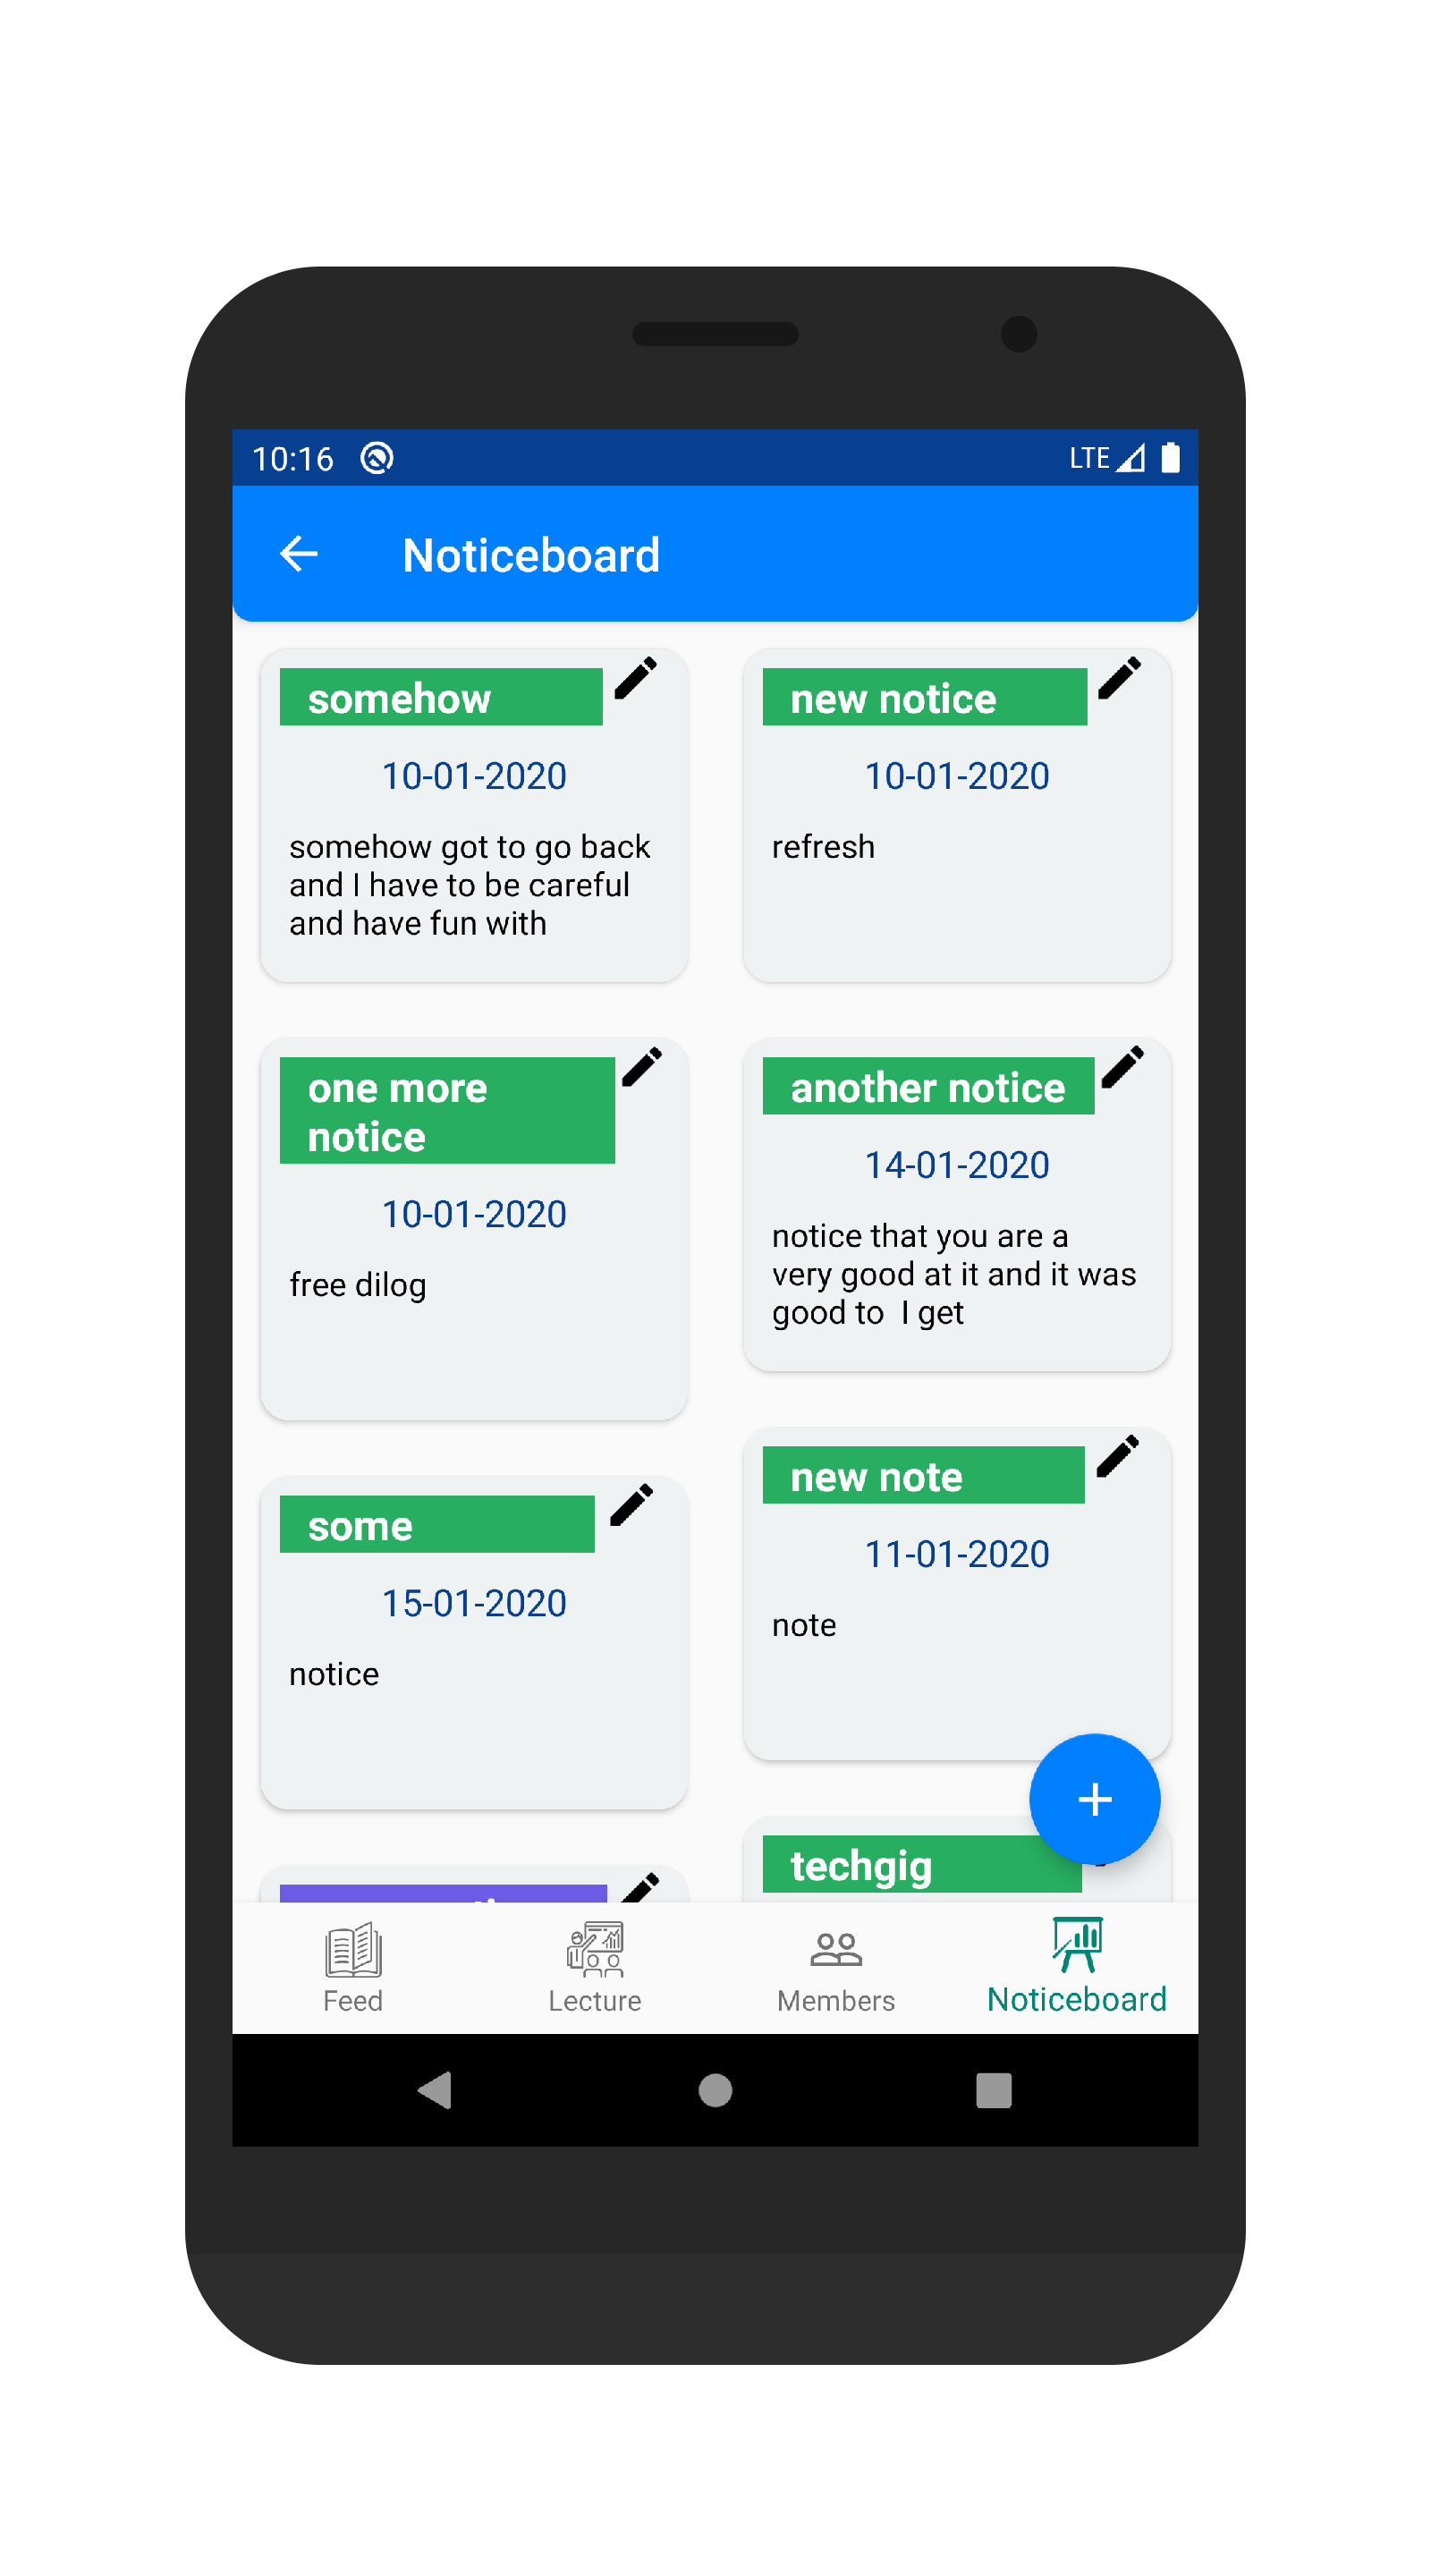 10:16 LTE
Noticeboard
somehow
10-01-2020
somehow got to go back
and I have to be careful
and have fun with
new notice
10-01-2020
refresh
one more
notice
10-01-2020
free dilog
another notice
14-01-2020
notice that you are a
very good at it and it was
good to  I get
some
15-01-2020
notice
new note
11-01-2020
note
techgig
Feed
Lecture
Members
Noticeboard